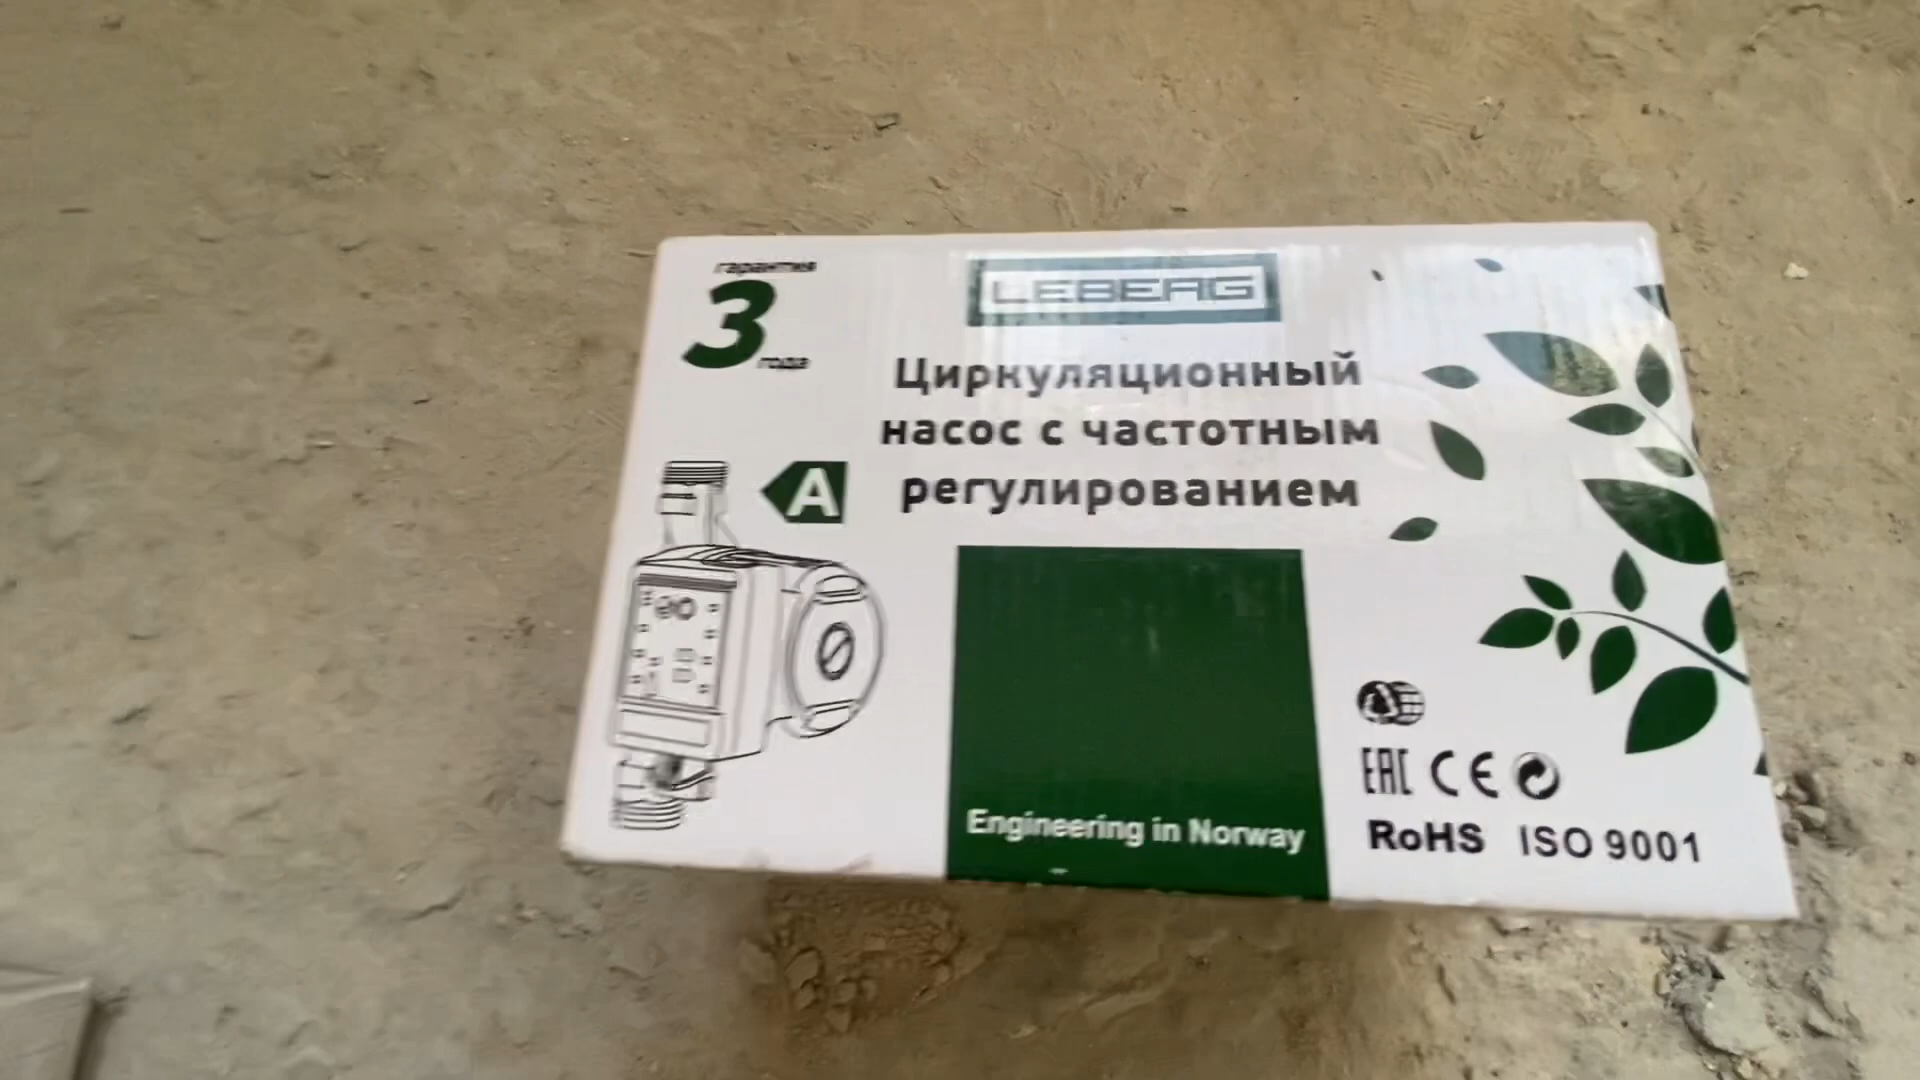 гарантия
3
года
LEBERG
Циркуляционный
насос с частотным
регулированием
A
Engineering in Norway
EAC CE
RoHS ISO 9001